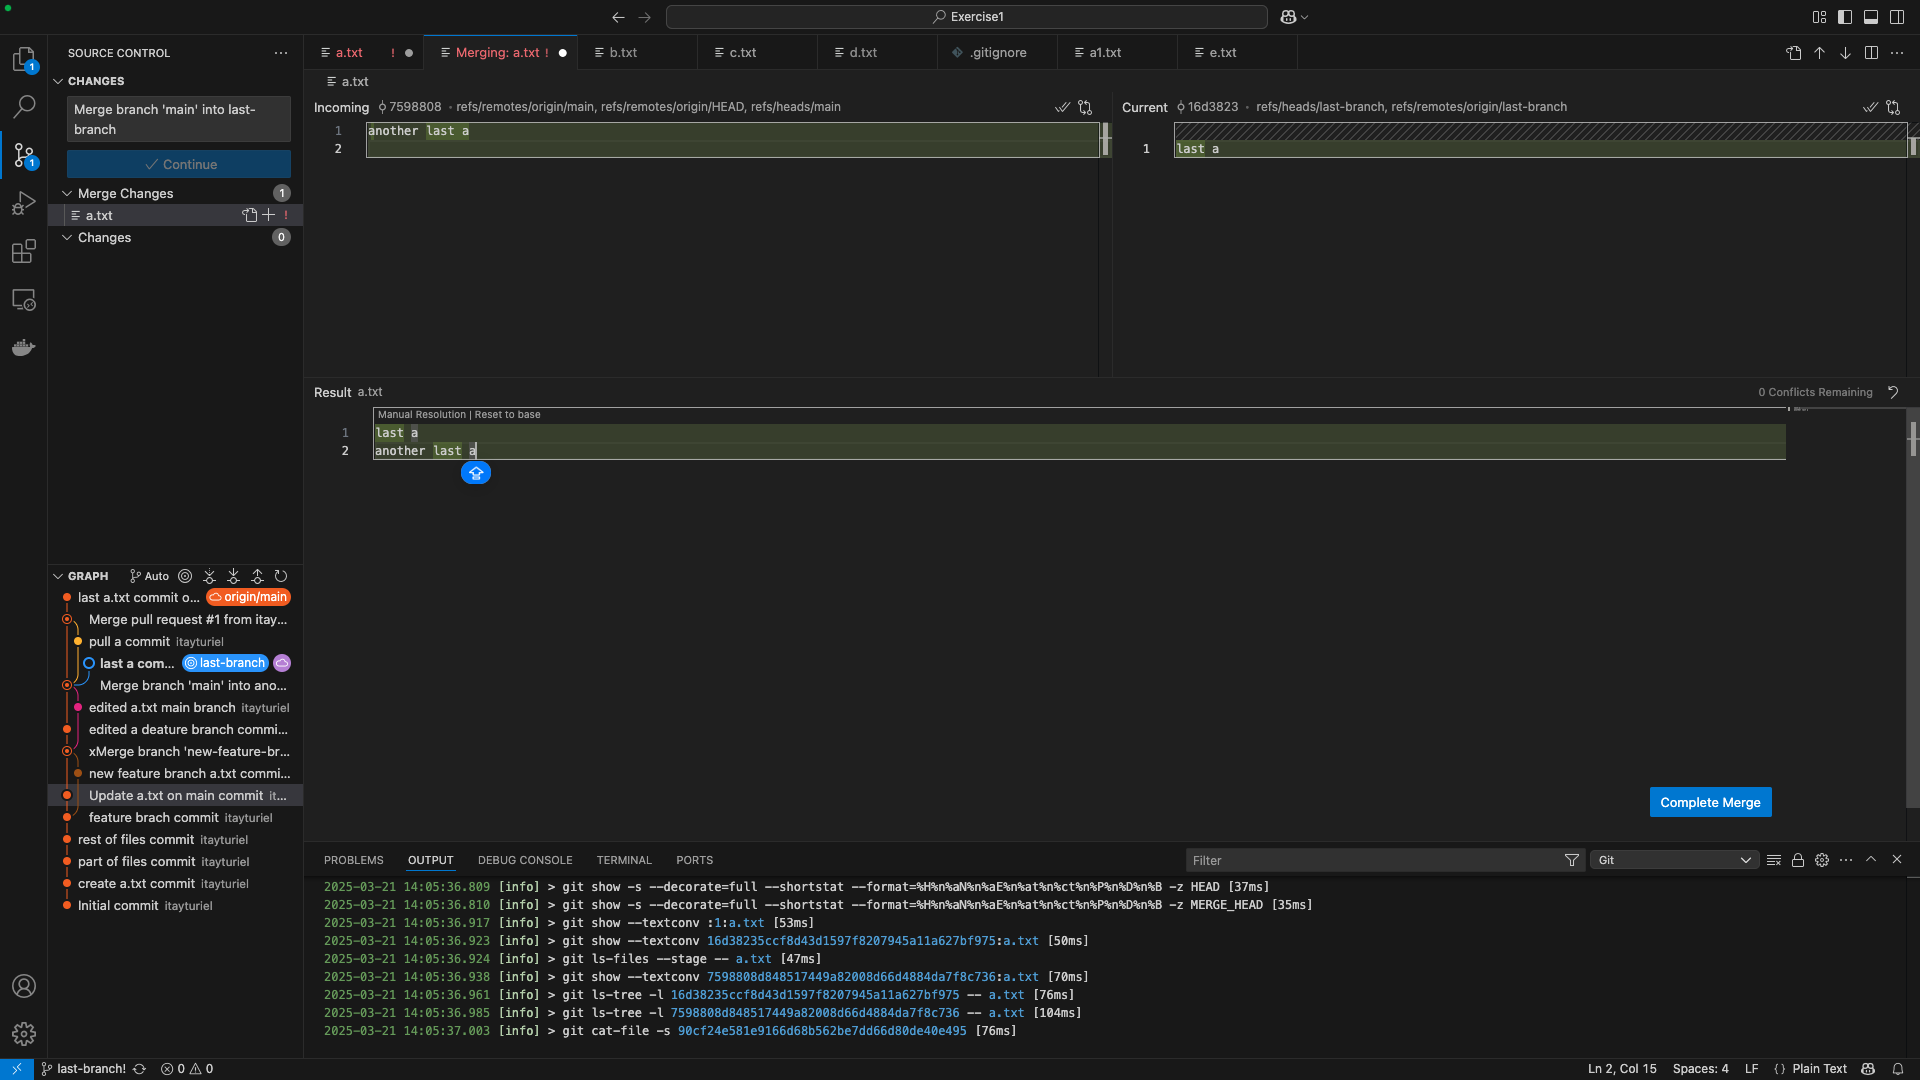 Exercise1
SOURCE CONTROL
CHANGES
Merge branch 'main' into last-
branch
Continue
Merge Changes 1
a.txt !
Changes 0
1
1
a.txt !
Merging: a.txt !
b.txt
c.txt
d.txt
.gitignore
a1.txt
e.txt
a.txt
Incoming 7598808 · refs/remotes/origin/main, refs/remotes/origin/HEAD, refs/heads/main
1 another last a
2
Current 16d3823 · refs/heads/last-branch, refs/remotes/origin/last-branch
1 last a
Result a.txt
0 Conflicts Remaining
Manual Resolution | Reset to base
1 last a
2 another last a
Complete Merge
GRAPH Auto
last a.txt commit o... origin/main
Merge pull request #1 from itay...
pull a commit itayturiel
last a com... last-branch
Merge branch 'main' into ano...
edited a.txt main branch itayturiel
edited a deature branch commi...
xMerge branch 'new-feature-br...
new feature branch a.txt commi...
Update a.txt on main commit it...
feature brach commit itayturiel
rest of files commit itayturiel
part of files commit itayturiel
create a.txt commit itayturiel
Initial commit itayturiel
PROBLEMS OUTPUT DEBUG CONSOLE TERMINAL PORTS
Filter
Git
2025-03-21 14:05:36.809 [info] > git show -s --decorate=full --shortstat --format=%H%n%aN%n%aE%n%at%n%ct%n%P%n%D%n%B -z HEAD [37ms]
2025-03-21 14:05:36.810 [info] > git show -s --decorate=full --shortstat --format=%H%n%aN%n%aE%n%at%n%ct%n%P%n%D%n%B -z MERGE_HEAD [35ms]
2025-03-21 14:05:36.917 [info] > git show --textconv :1:a.txt [53ms]
2025-03-21 14:05:36.923 [info] > git show --textconv 16d38235ccf8d43d1597f8207945a11a627bf975:a.txt [50ms]
2025-03-21 14:05:36.924 [info] > git ls-files --stage -- a.txt [47ms]
2025-03-21 14:05:36.938 [info] > git show --textconv 7598808d848517449a82008d66d4884da7f8c736:a.txt [70ms]
2025-03-21 14:05:36.961 [info] > git ls-tree -l 16d38235ccf8d43d1597f8207945a11a627bf975 -- a.txt [76ms]
2025-03-21 14:05:36.985 [info] > git ls-tree -l 7598808d848517449a82008d66d4884da7f8c736 -- a.txt [104ms]
2025-03-21 14:05:37.003 [info] > git cat-file -s 90cf24e581e9166d68b562be7dd66d80de40e495 [76ms]
last-branch! 0 0
Ln 2, Col 15 Spaces: 4 LF {} Plain Text